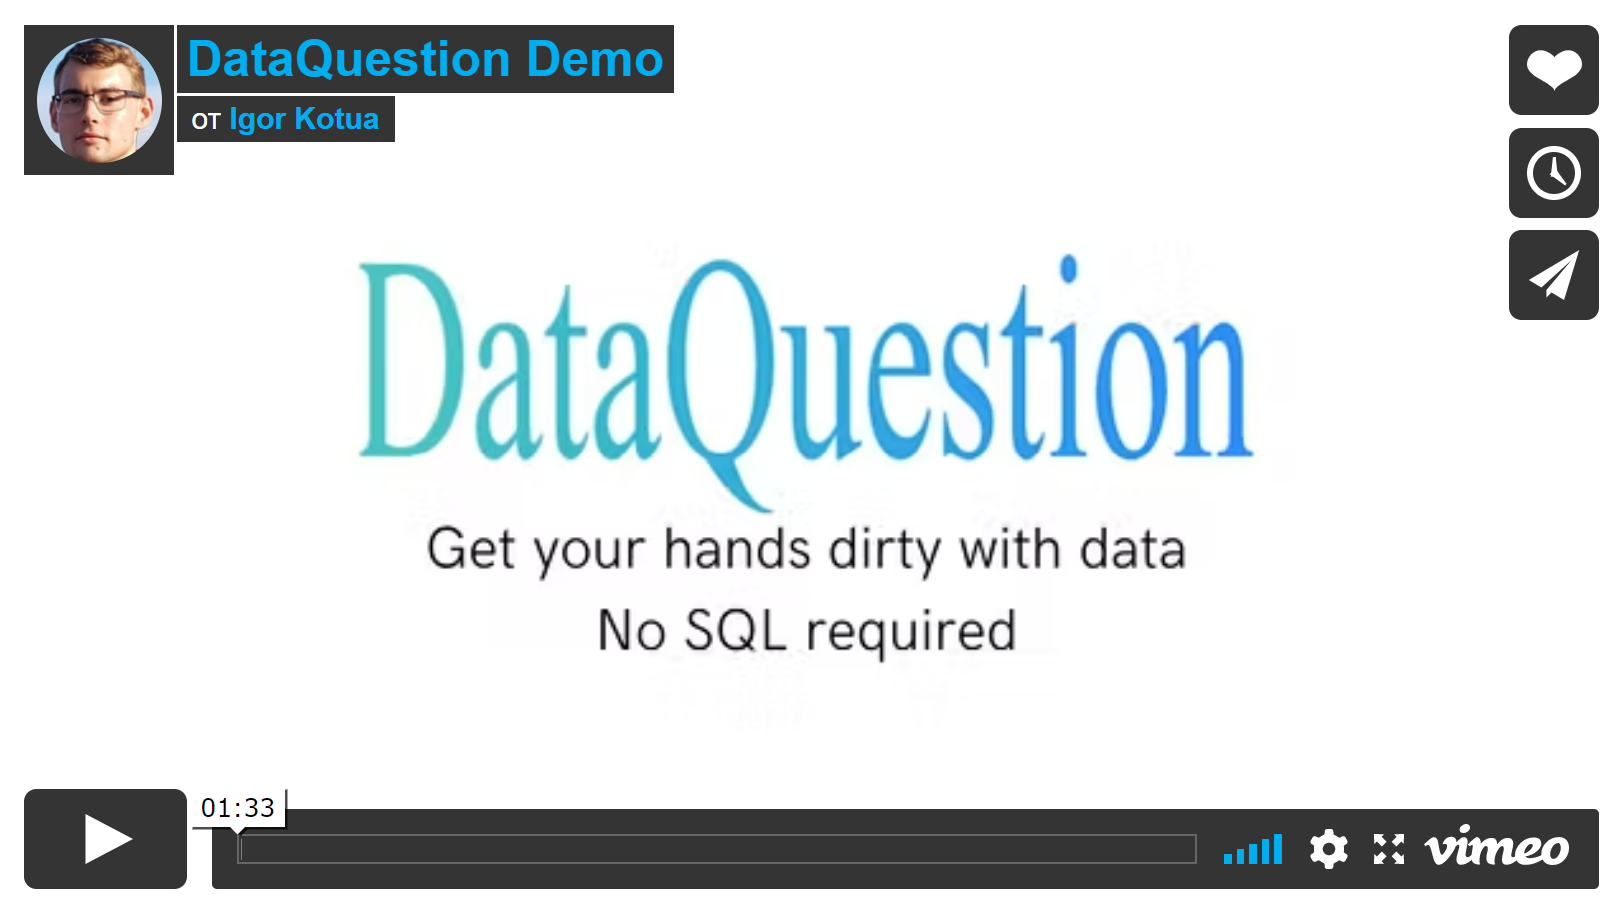 DataQuestion Demo
от Igor Kotua
DataQuestion
Get your hands dirty with data
No SQL required
01:33
vimeo